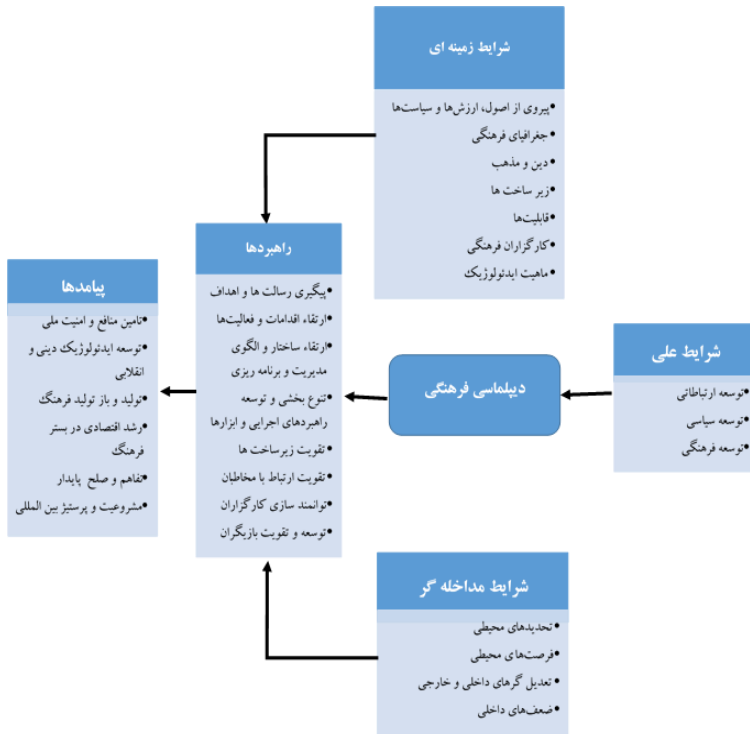 شرایط زمینه ای
•پیروی از اصول، ارزش‌ها و سیاست‌ها
•جغرافیای فرهنگی
•دین و مذهب
•زیر ساخت ها
•قابلیت‌ها
•کارگزاران فرهنگی
•ماهیت ایدئولوژیک
شرایط علی
•توسعه ارتباطاتی
•توسعه سیاسی
•توسعه فرهنگی
دیپلماسی فرهنگی
راهبردها
•پیگیری رسالت ها و اهداف
•ارتقاء اقدامات و فعالیت‌ها
•ارتقاء ساختار و الگوی
مدیریت و برنامه ریزی
•تنوع بخشی و توسعه
راهبردهای اجرایی و ابزارها
•تقویت زیرساخت ها
•تقویت ارتباط با مخاطبان
•توانمند سازی کارگزاران
•توسعه و تقویت بازیگران
پیامدها
•تامین منافع و امنیت ملی
•توسعه ایدئولوژیک دینی و
انقلابی
•تولید و باز تولید فرهنگ
•رشد اقتصادی در بستر
فرهنگ
•تفاهم و صلح پایدار
•مشروعیت و پرستیژ بین المللی
شرایط مداخله گر
•تحدیدهای محیطی
•فرصت‌های محیطی
•تعدیل گرهای داخلی و خارجی
•ضعف‌های داخلی